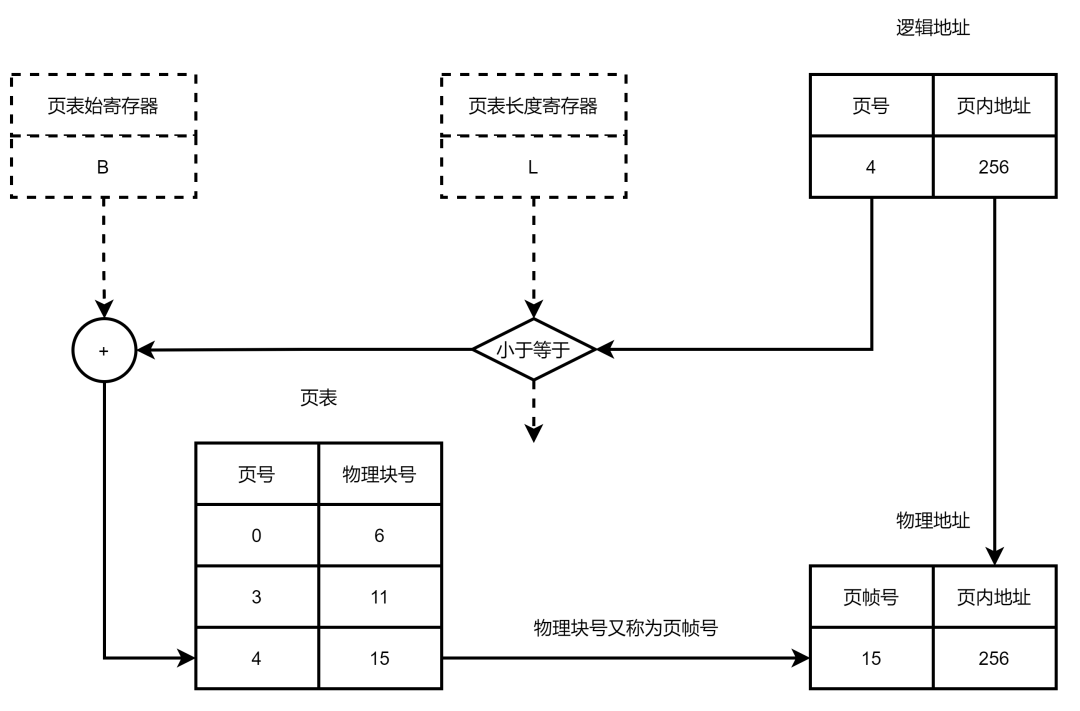 逻辑地址
页表始寄存器
B
页表长度寄存器
L
页号 页内地址
4 256
+
小于等于
页表
页号 物理块号
0 6
3 11
4 15
物理块号又称为页帧号
物理地址
页帧号 页内地址
15 256